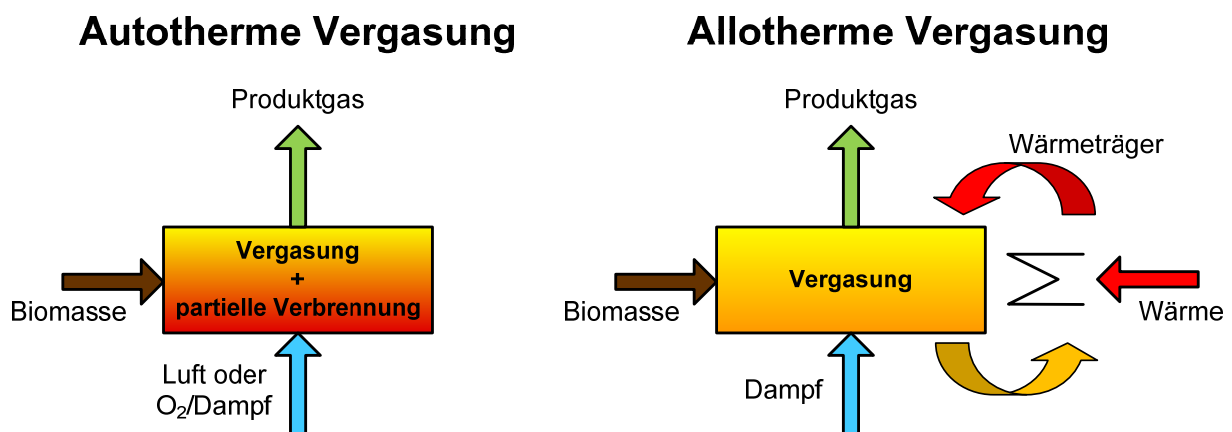 Autotherme Vergasung
Produktgas
Vergasung
+
partielle Verbrennung
Biomasse
Luft oder
O₂/Dampf
Allotherme Vergasung
Produktgas
Wärmeträger
Vergasung
Biomasse
Wärme
Dampf